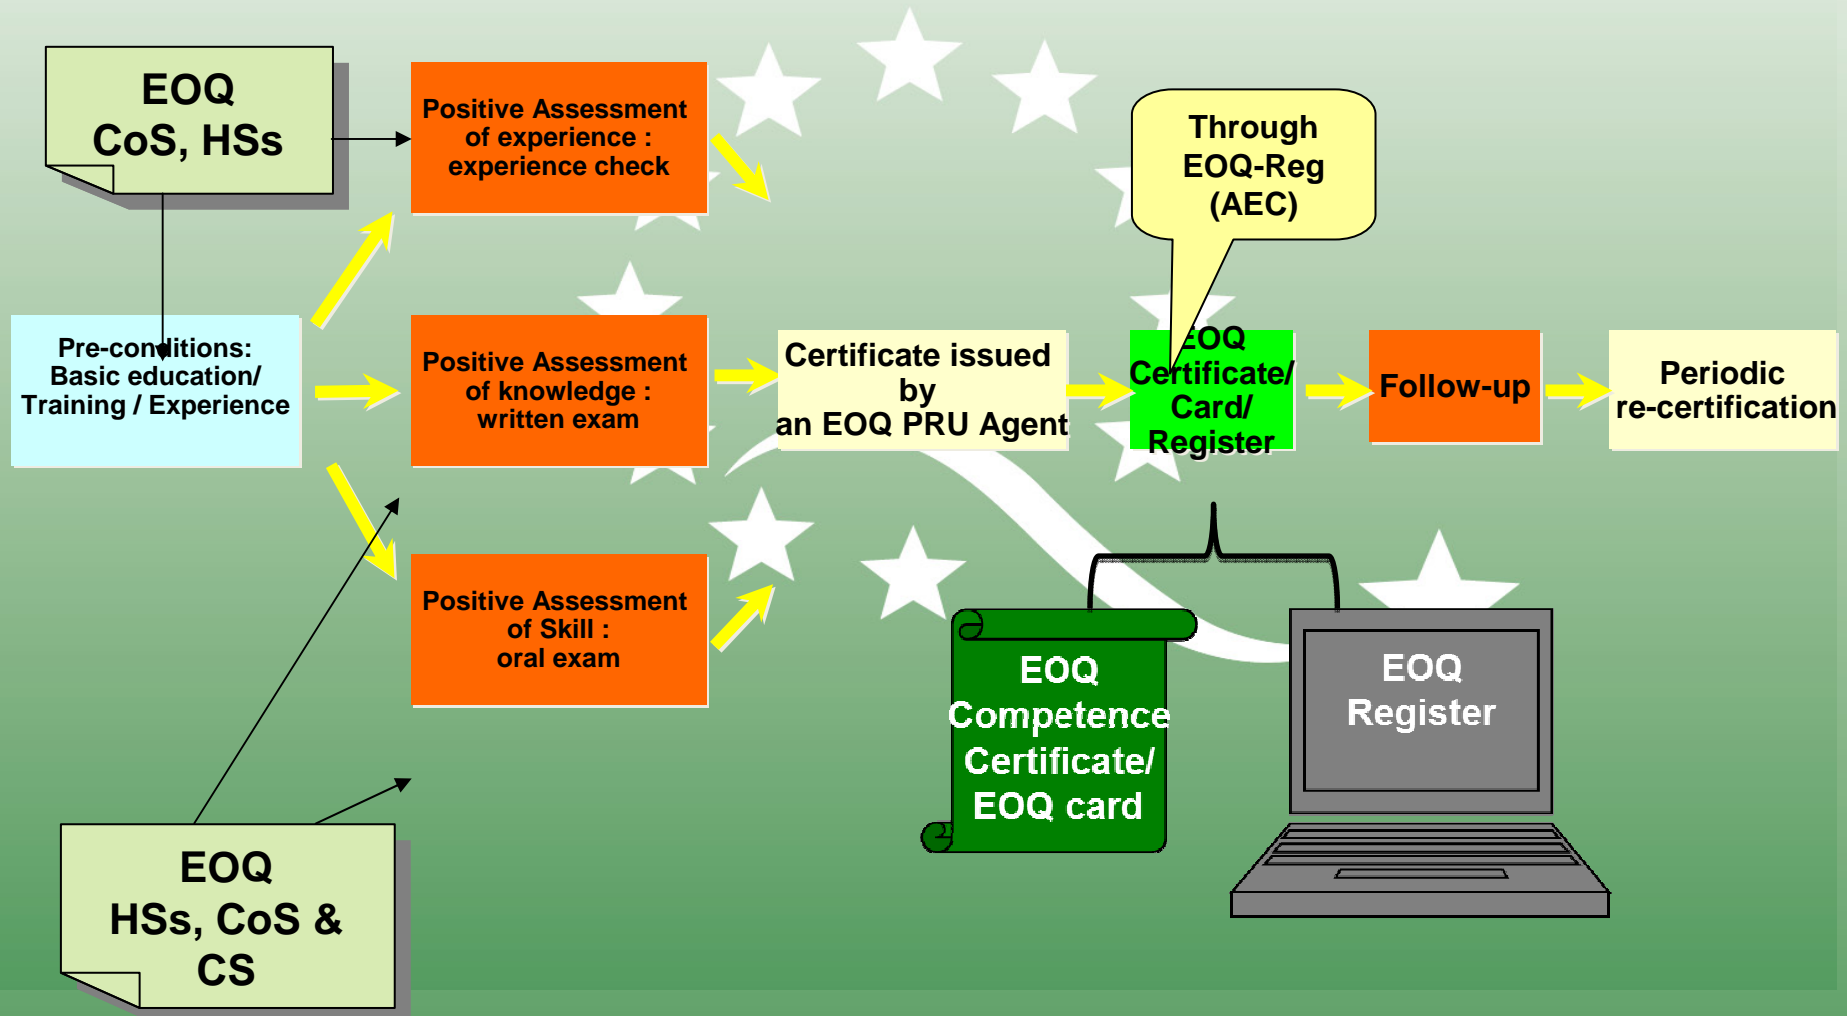 EOQ
CoS, HSs
Positive Assessment
of experience :
experience check
Through
EOQ-Reg
(AEC)
Pre-conditions:
Basic education/
Training / Experience
Positive Assessment
of knowledge :
written exam
Certificate issued
by
an EOQ PRU Agent
EOQ
Certificate/
Card/
Register
Follow-up
Periodic
re-certification
Positive Assessment
of Skill :
oral exam
EOQ
Competence
Certificate/
EOQ card
EOQ
Register
EOQ
HSs, CoS &
CS